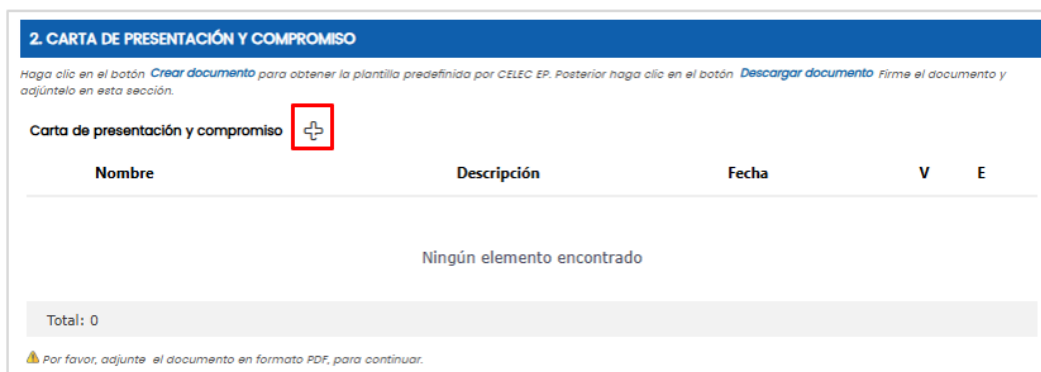 2. CARTA DE PRESENTACIÓN Y COMPROMISO
Haga clic en el botón Crear documento para obtener la plantilla predefinida por CELEC EP. Posterior haga clic en el botón Descargar documento Firme el documento y
adjúntelo en esta sección.
Carta de presentación y compromiso
Nombre Descripción Fecha V E
Ningún elemento encontrado
Total: 0
Por favor, adjunte el documento en formato PDF, para continuar.